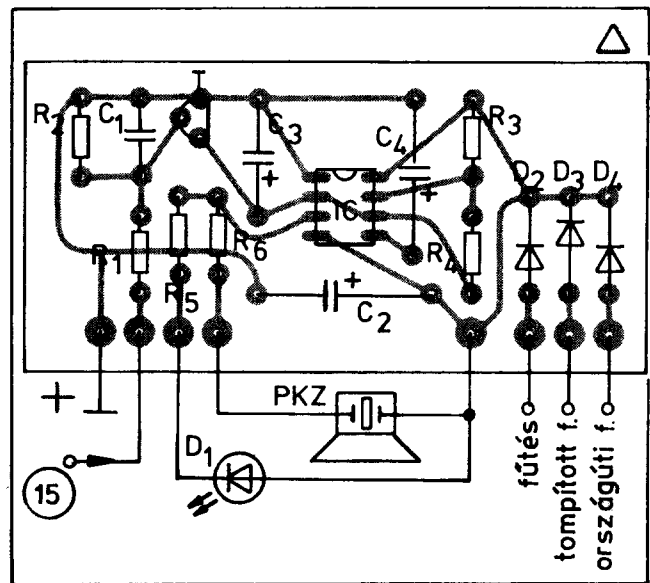 R2
C1
C3
C4
R3
D2
D3
D4
IC
R1
R6
R4
R5
C2
PKZ
D1
15
fűtés
tompított f.
országúti f.